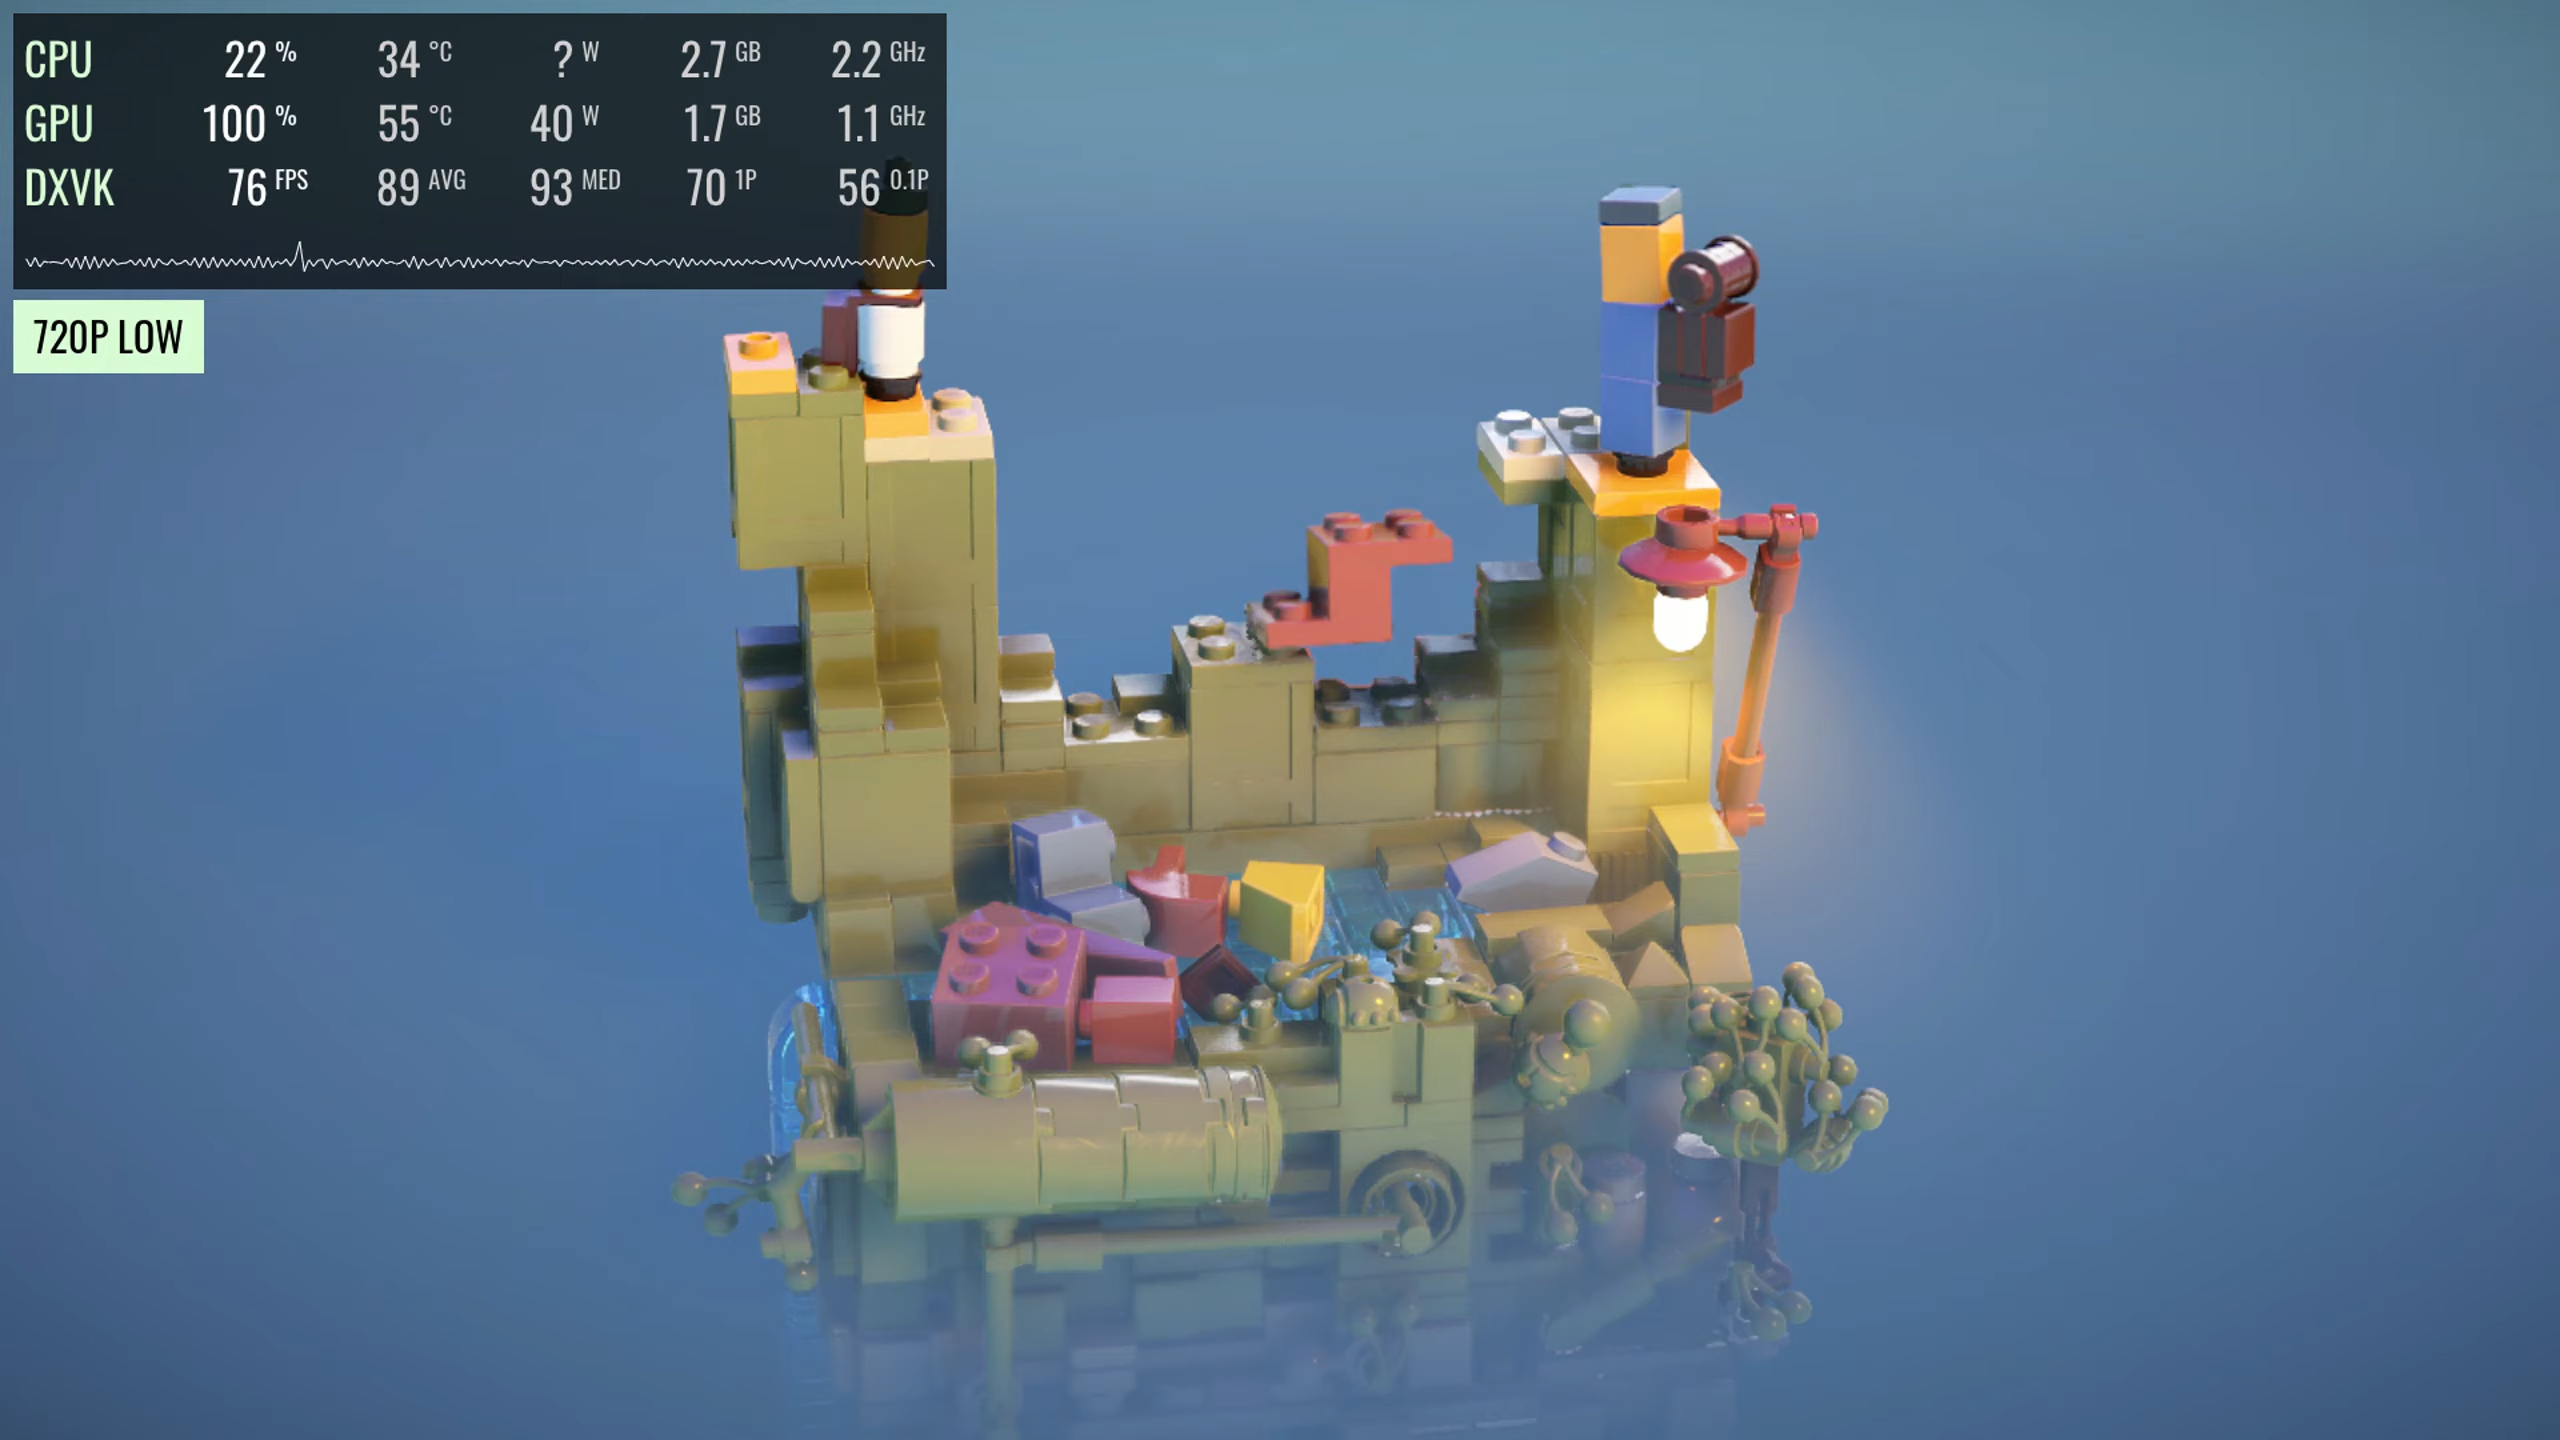 CPU 22 % 34 °C ? W 2.7 GB 2.2 GHz
GPU 100 % 55 °C 40 W 1.7 GB 1.1 GHz
DXVK 76 FPS 89 AVG 93 MED 70 1P 56 0.1P
720P LOW